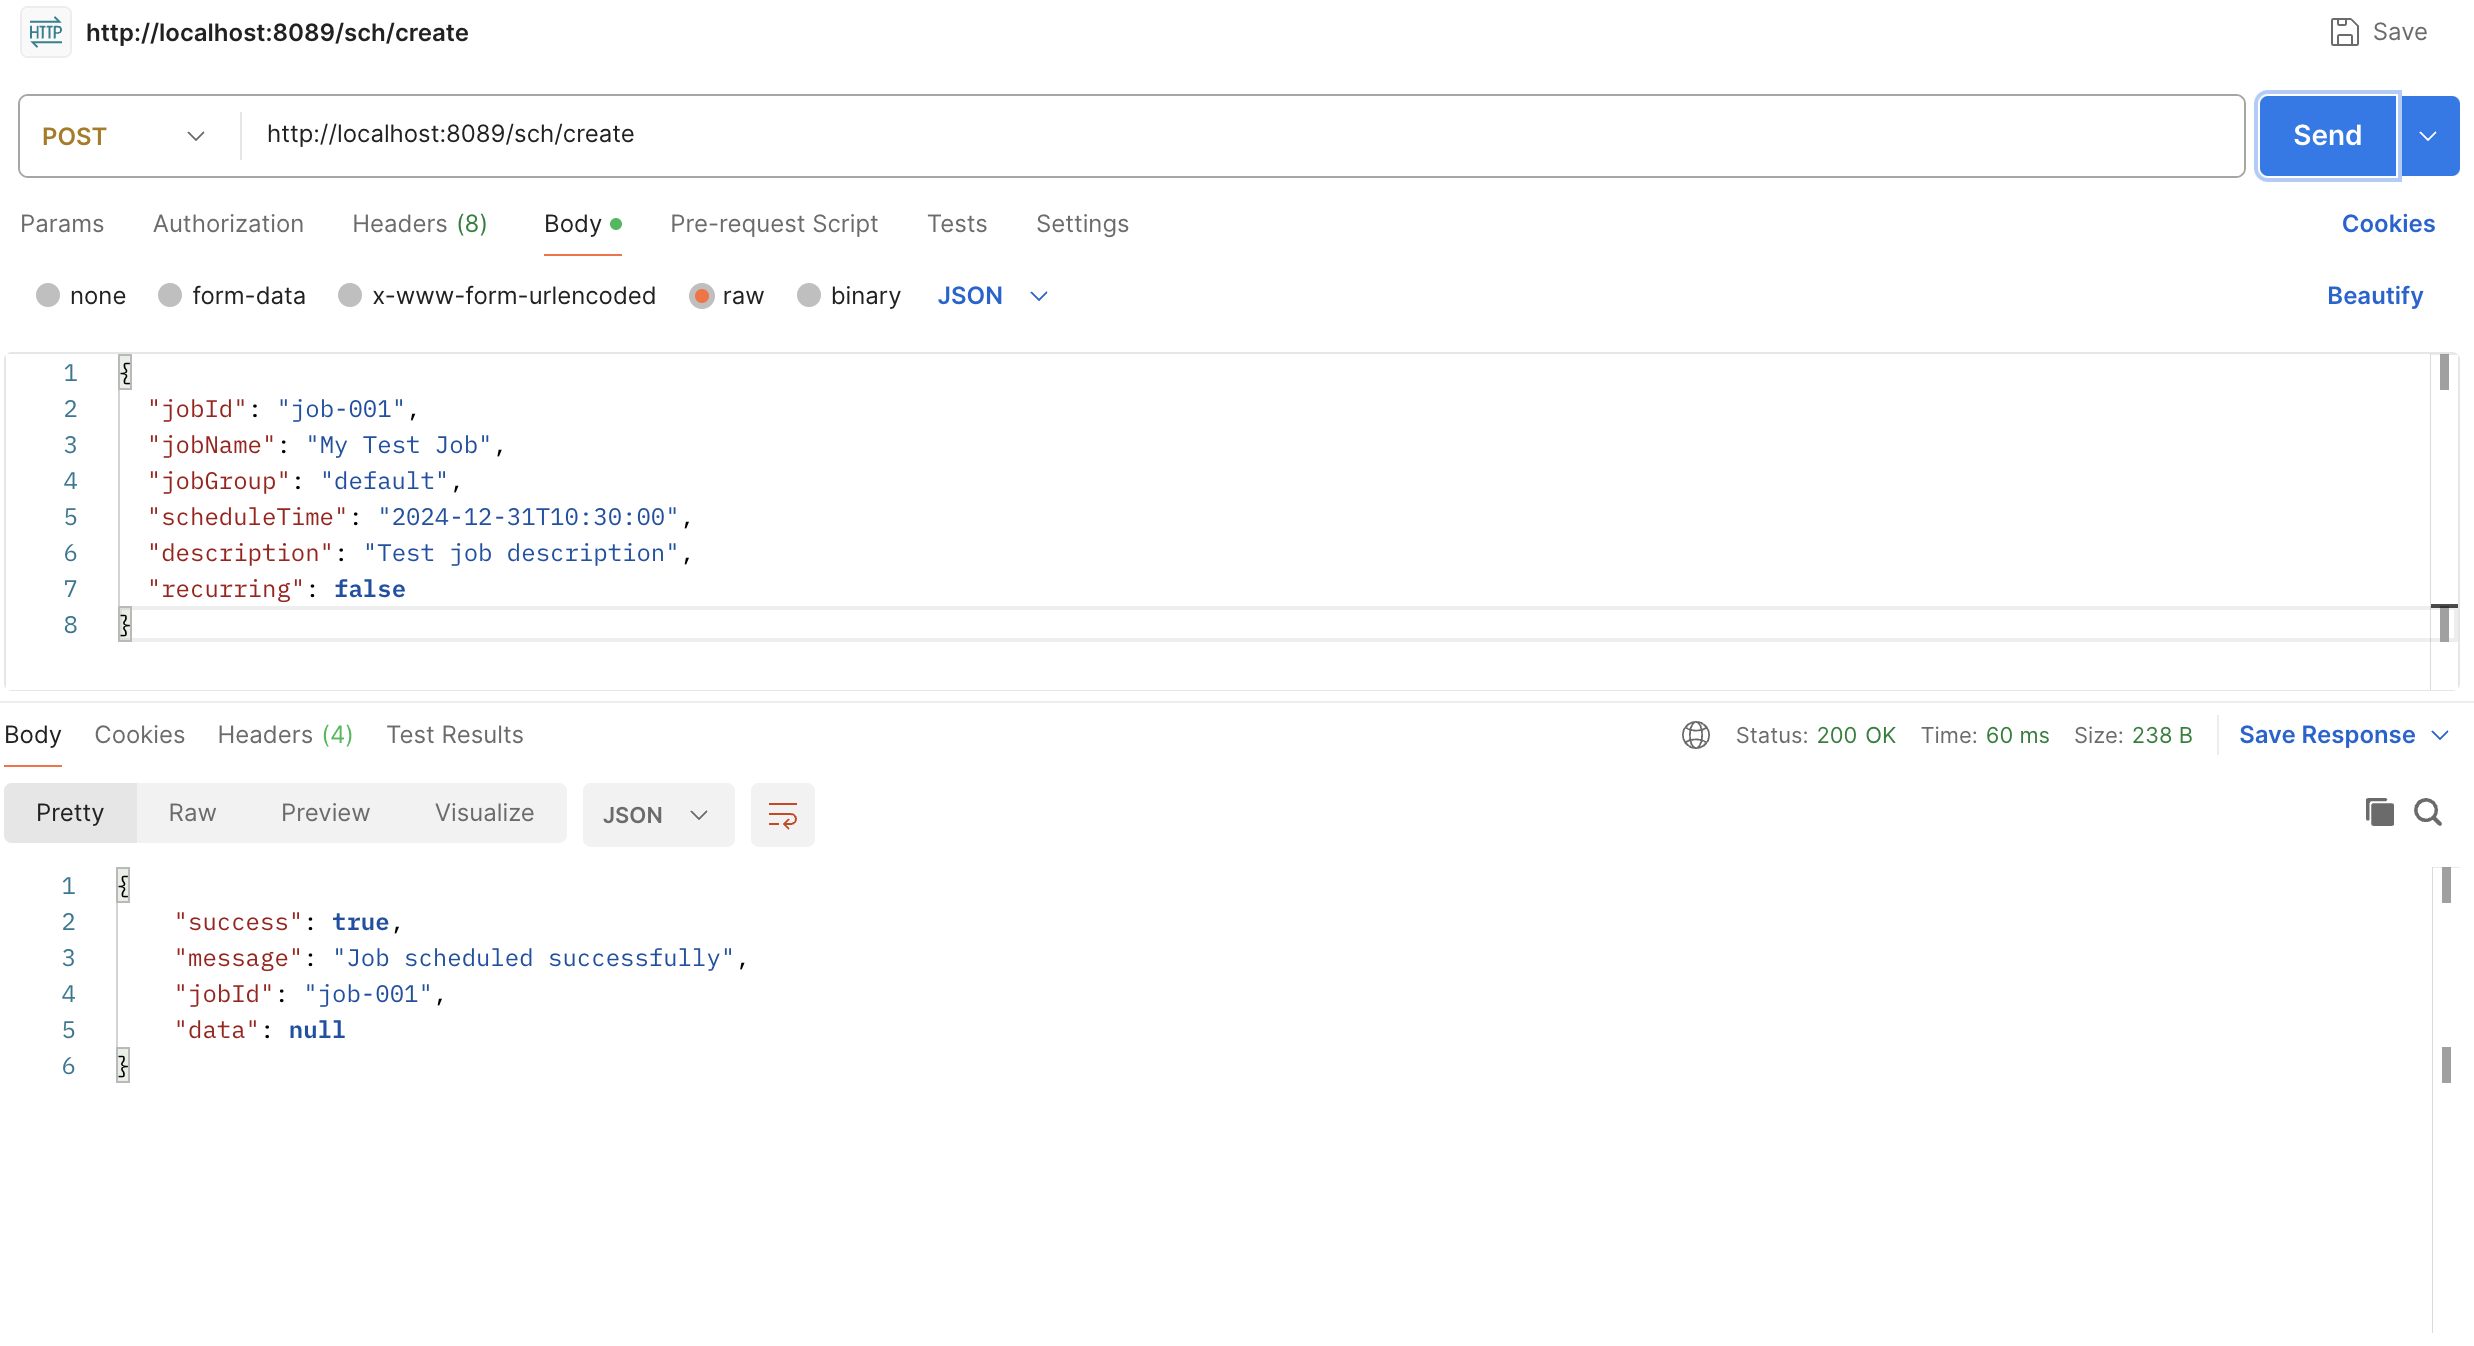 HTTP http://localhost:8089/sch/create Save
POST http://localhost:8089/sch/create Send
Params Authorization Headers (8) Body Pre-request Script Tests Settings Cookies
none form-data x-www-form-urlencoded raw binary JSON Beautify
1 {
2 "jobId": "job-001",
3 "jobName": "My Test Job",
4 "jobGroup": "default",
5 "scheduleTime": "2024-12-31T10:30:00",
6 "description": "Test job description",
7 "recurring": false
8 }
Body Cookies Headers (4) Test Results Status: 200 OK Time: 60 ms Size: 238 B Save Response
Pretty Raw Preview Visualize JSON
1 {
2 "success": true,
3 "message": "Job scheduled successfully",
4 "jobId": "job-001",
5 "data": null
6 }